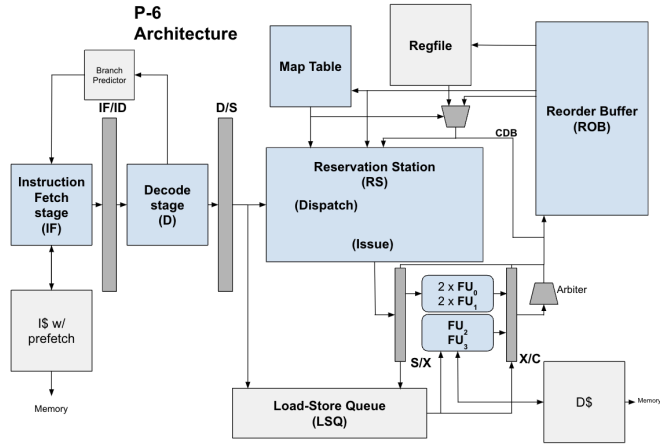 P-6
Architecture
Branch
Predictor
Map Table
Regfile
Reorder Buffer
(ROB)
IF/ID
D/S
CDB
Instruction
Fetch
stage
(IF)
Decode
stage
(D)
Reservation Station
(RS)
(Dispatch)
(Issue)
2 x FU0
2 x FU1
Arbiter
FU2
FU3
I$ w/
prefetch
S/X
X/C
Memory
Load-Store Queue
(LSQ)
D$
Memory